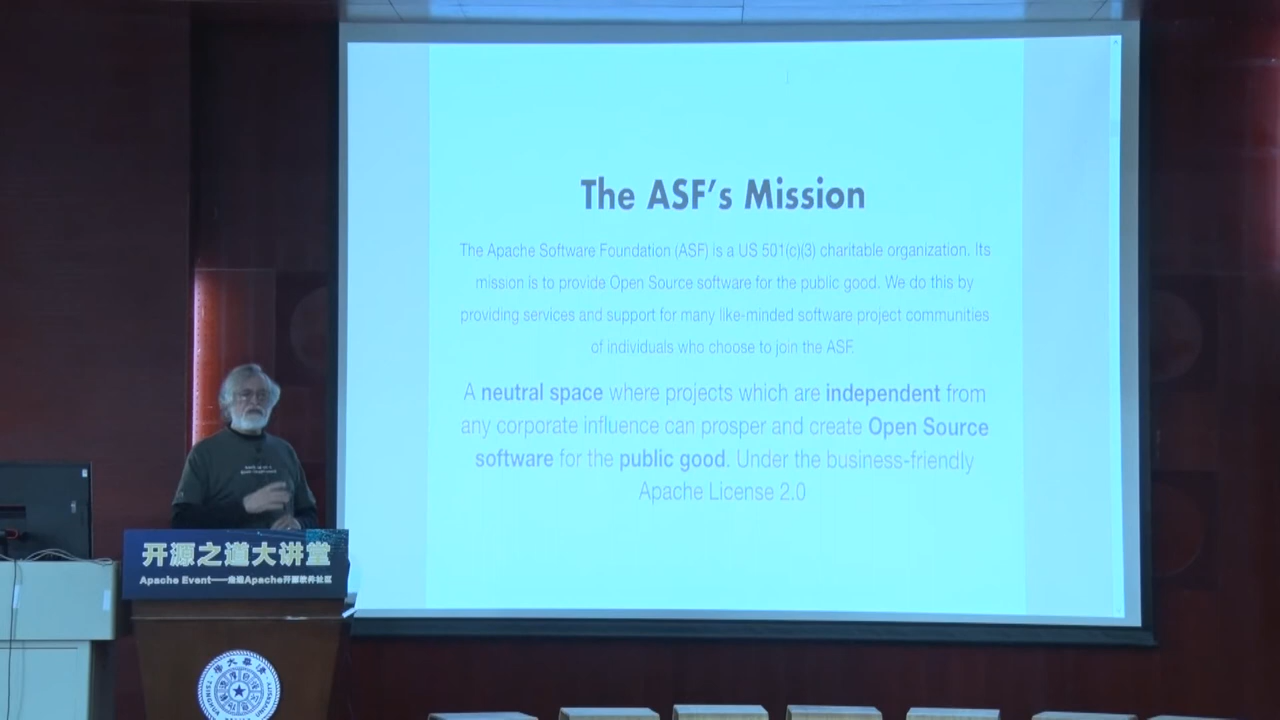 The ASF's Mission
The Apache Software Foundation (ASF) is a US 501(c)(3) charitable organization. Its
mission is to provide Open Source software for the public good. We do this by
providing services and support for many like-minded software project communities
of individuals who choose to join the ASF.
A neutral space where projects which are independent from
any corporate influence can prosper and create Open Source
software for the public good. Under the business-friendly
Apache License 2.0
开源之道大讲堂
Apache Event——走进Apache开源软件社区